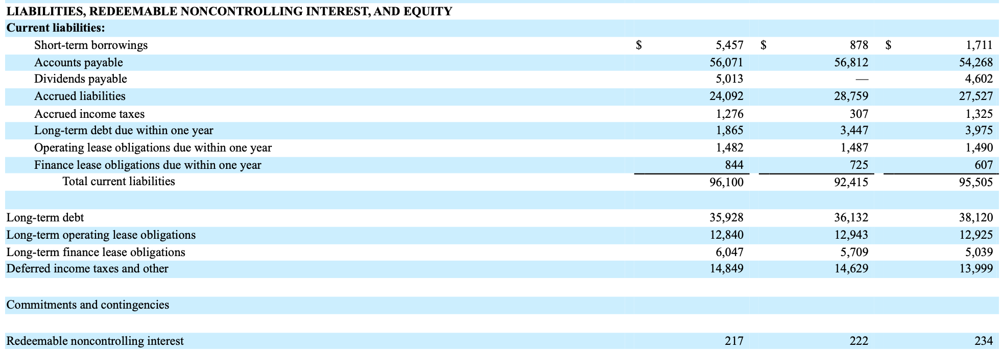 LIABILITIES, REDEEMABLE NONCONTROLLING INTEREST, AND EQUITY
Current liabilities:
Short-term borrowings $ 5,457 $ 878 $ 1,711
Accounts payable 56,071 56,812 54,268
Dividends payable 5,013 — 4,602
Accrued liabilities 24,092 28,759 27,527
Accrued income taxes 1,276 307 1,325
Long-term debt due within one year 1,865 3,447 3,975
Operating lease obligations due within one year 1,482 1,487 1,490
Finance lease obligations due within one year 844 725 607
Total current liabilities 96,100 92,415 95,505
Long-term debt 35,928 36,132 38,120
Long-term operating lease obligations 12,840 12,943 12,925
Long-term finance lease obligations 6,047 5,709 5,039
Deferred income taxes and other 14,849 14,629 13,999
Commitments and contingencies
Redeemable noncontrolling interest 217 222 234